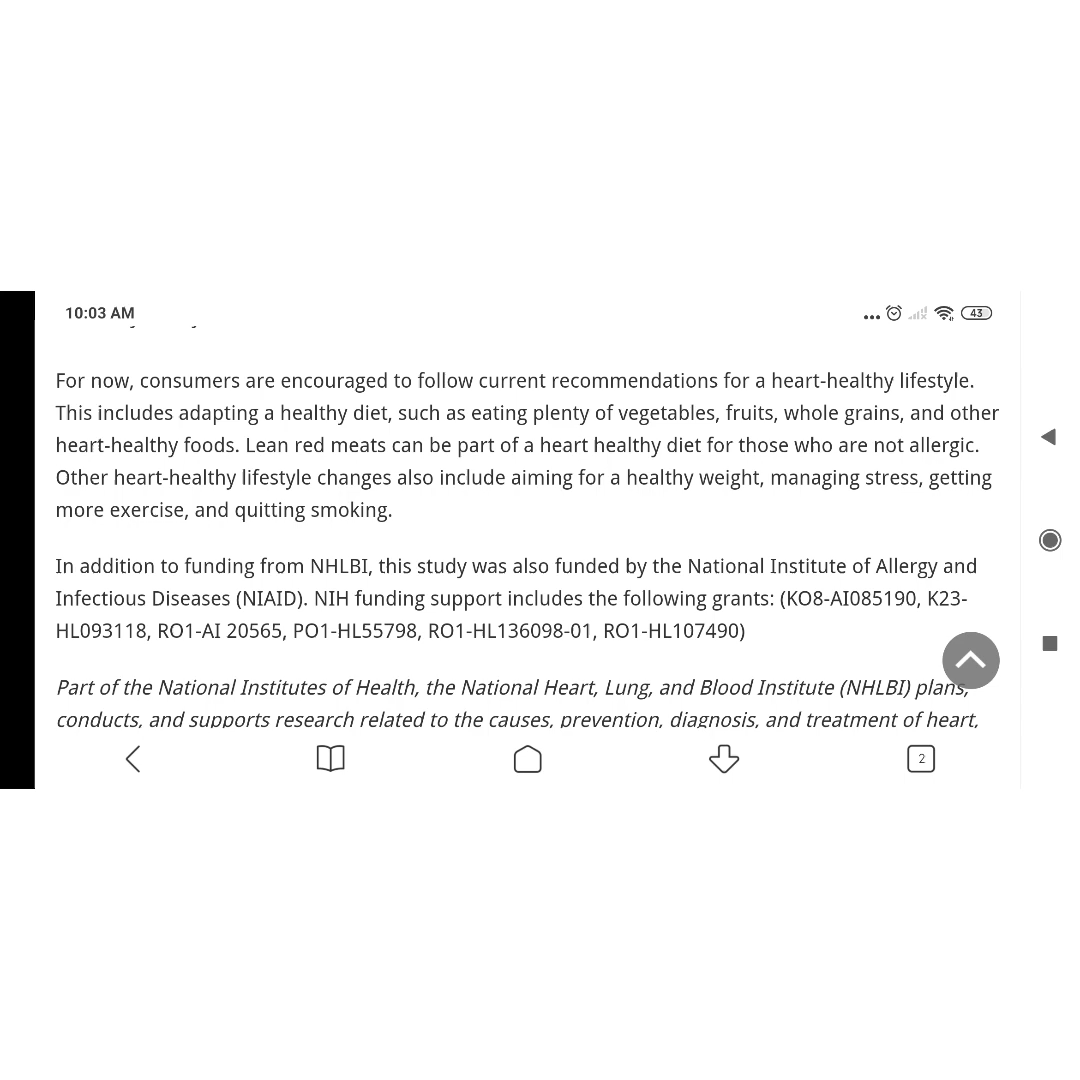 10:03 AM
43
For now, consumers are encouraged to follow current recommendations for a heart-healthy lifestyle.
This includes adapting a healthy diet, such as eating plenty of vegetables, fruits, whole grains, and other
heart-healthy foods. Lean red meats can be part of a heart healthy diet for those who are not allergic.
Other heart-healthy lifestyle changes also include aiming for a healthy weight, managing stress, getting
more exercise, and quitting smoking.
In addition to funding from NHLBI, this study was also funded by the National Institute of Allergy and
Infectious Diseases (NIAID). NIH funding support includes the following grants: (KO8-AI085190, K23-
HL093118, RO1-AI 20565, PO1-HL55798, RO1-HL136098-01, RO1-HL107490)
Part of the National Institutes of Health, the National Heart, Lung, and Blood Institute (NHLBI) plans,
conducts, and supports research related to the causes, prevention, diagnosis, and treatment of heart,
2